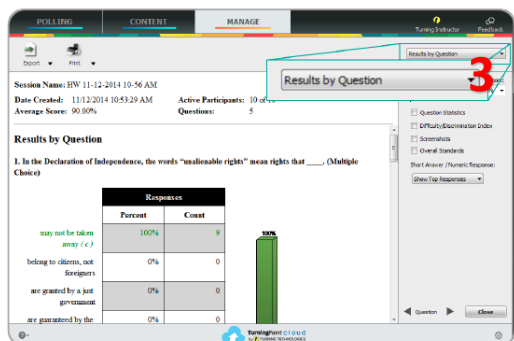 POLLING CONTENT MANAGE
Turning Instructor Feedback
Export Print
Results by Question
Results by Question
3
Session Name: HW 11-12-2014 10-56 AM
Date Created: 11/12/2014 10:53:29 AM Active Participants: 10 of 10
Average Score: 90.00% Questions: 5
Question Statistics
Difficulty/Discrimination Index
Screenshots
Overall Standards
Short Answer / Numeric Response:
Show Top Responses
Results by Question
1. In the Declaration of Independence, the words "unalienable rights" mean rights that ____. (Multiple
Choice)
Responses
Percent Count
may not be taken
away ( c ) 100% 9
100%
belong to citizens, not
foreigners 0% 0
are granted by a just
government 0% 0
are guaranteed by the 0% 0
Question Close
TurningPoint cloud
by TURNING TECHNOLOGIES